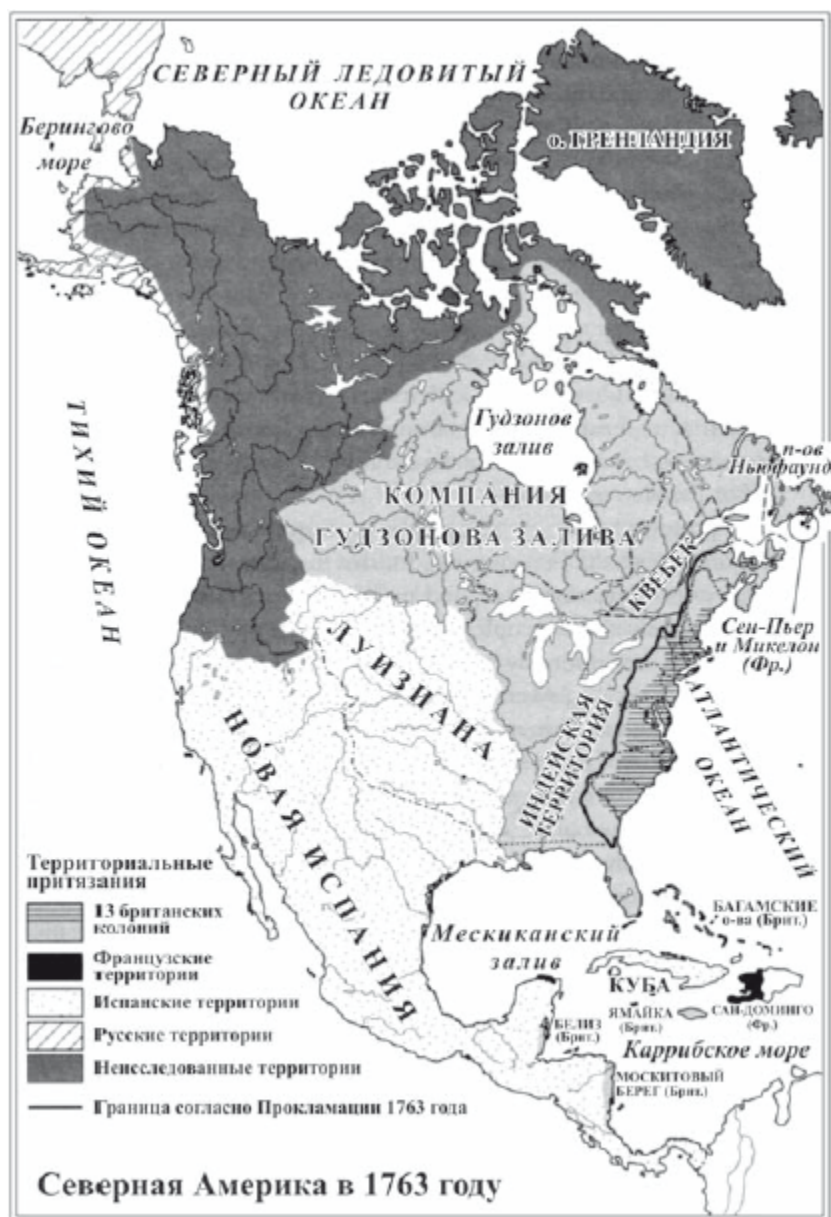 СЕВЕРНЫЙ ЛЕДОВИТЫЙ
ОКЕАН
Берингово
море
о. ГРЕНЛАНДИЯ
ТИХИЙ ОКЕАН
Гудзонов
залив
п-ов
Ньюфаунд
КОМПАНИЯ
ГУДЗОНОВА ЗАЛИВА
КВЕБЕК
Сен-Пьер
и Микелон
(Фр.)
ЛУИЗИАНА
НОВАЯ ИСПАНИЯ
ИНДЕЙСКАЯ
ТЕРРИТОРИЯ
АТЛАНТИЧЕСКИЙ
ОКЕАН
Территориальные
притязания
13 британских
колоний
Французские
территории
Испанские территории
Русские территории
Неисследованные территории
Граница согласно Прокламации 1763 года
Мескиканский
залив
БАГАМСКИЕ
о-ва (Брит.)
КУБА
ЯМАЙКА
(Брит.)
САН-ДОМИНГО
(Фр.)
БЕЛИЗ
(Брит.)
Каррибское море
МОСКИТОВЫЙ
БЕРЕГ (Брит.)
Северная Америка в 1763 году